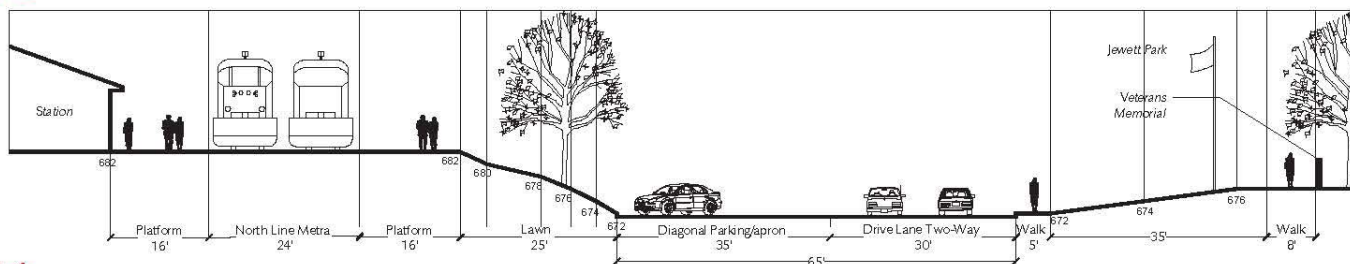 Jewett Park
Station
Veterans
Memorial
682
682
680
678
676
674
672
672
674
676
Platform
North Line Metra
Platform
Lawn
Diagonal Parking/apron
Drive Lane Two-Way
Walk
Walk
16'
24'
16'
25'
35'
30'
5'
35'
8'
65'